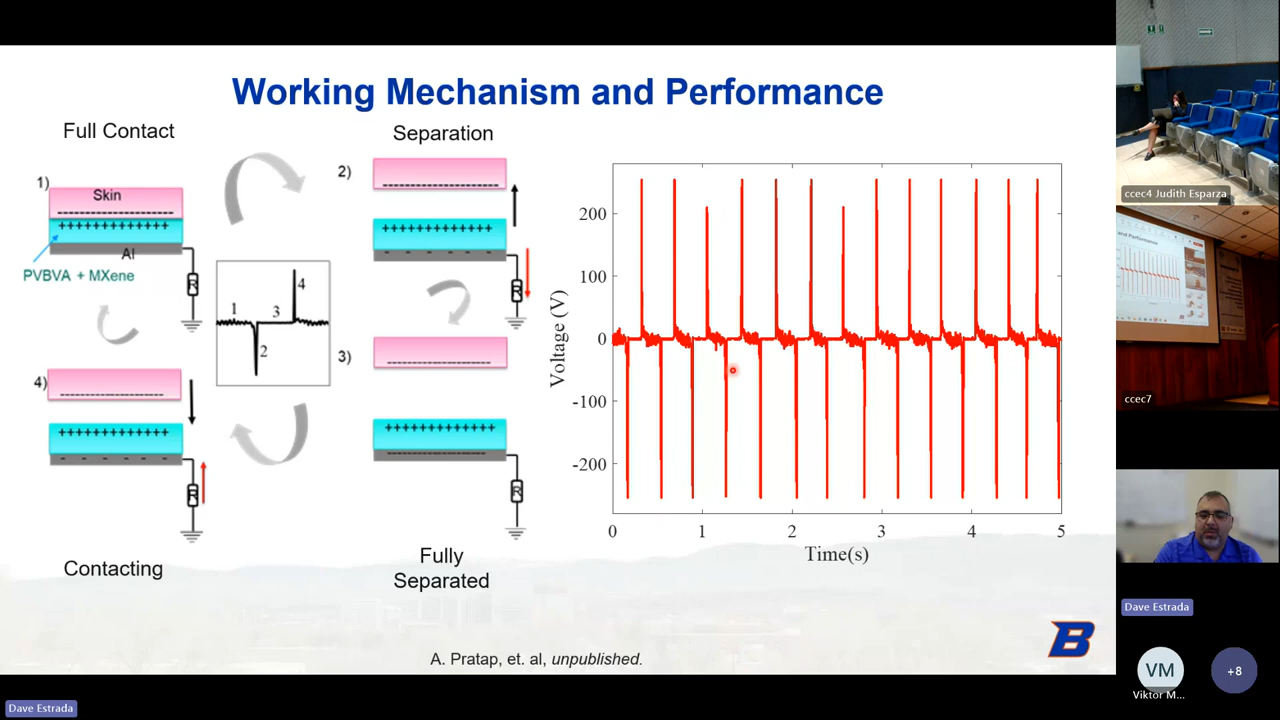 Working Mechanism and Performance
Full Contact
Separation
1)
Skin
Al
R
PVBVA + MXene
2)
R
1
2
3
4
3)
R
4)
R
Contacting
Fully
Separated
Voltage (V)
200
100
0
-100
-200
0
1
2
3
4
5
Time(s)
A. Pratap, et. al, unpublished.
B
Dave Estrada
ccec4 Judith Esparza
and Performance
ccec7
Dave Estrada
VM
Viktor M...
+8